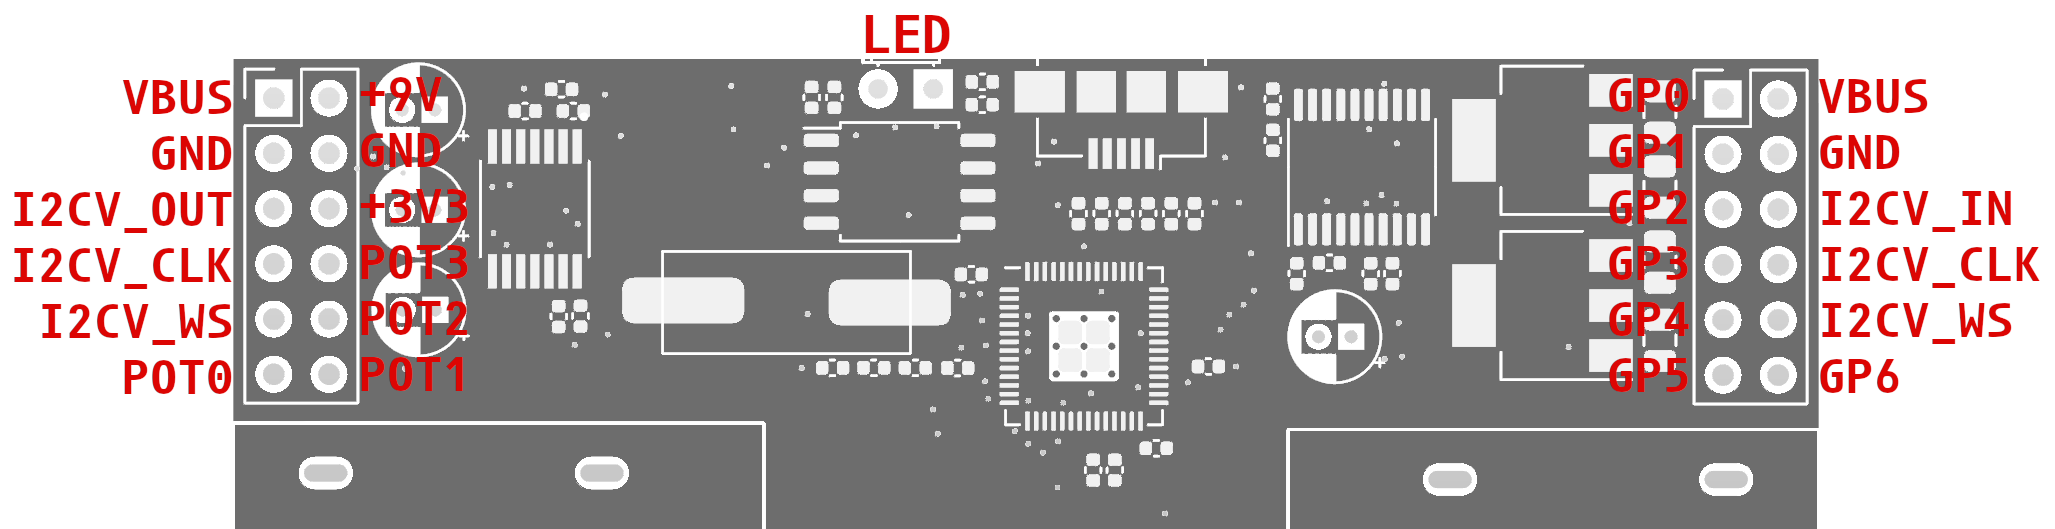 LED
VBUS +9V GP0 VBUS
GND GND GP1 GND
I2CV_OUT +3V3 GP2 I2CV_IN
I2CV_CLK POT3 GP3 I2CV_CLK
I2CV_WS POT2 GP4 I2CV_WS
POT0 POT1 GP5 GP6